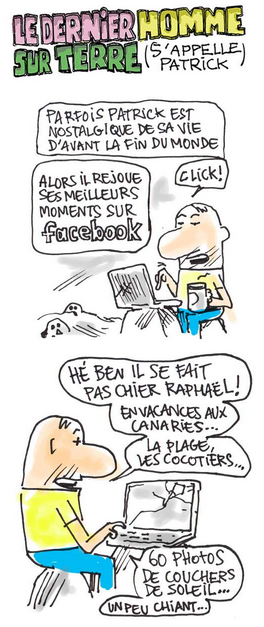 LE DERNIER HOMME
SUR TERRE (S'APPELLE
PATRICK)
PARFOIS PATRICK EST
NOSTALGIQUE DE SA VIE
D'AVANT LA FIN DU MONDE
ALORS IL REJOUE
SES MEILLEURS
MOMENTS SUR
facebook
CLICK!
HÉ BEN IL SE FAIT
PAS CHIER RAPHAËL!
EN VACANCES AUX
CANARIES...
LA PLAGE,
LES COCOTIERS...
60 PHOTOS
DE COUCHERS
DE SOLEIL...
UN PEU CHIANT...